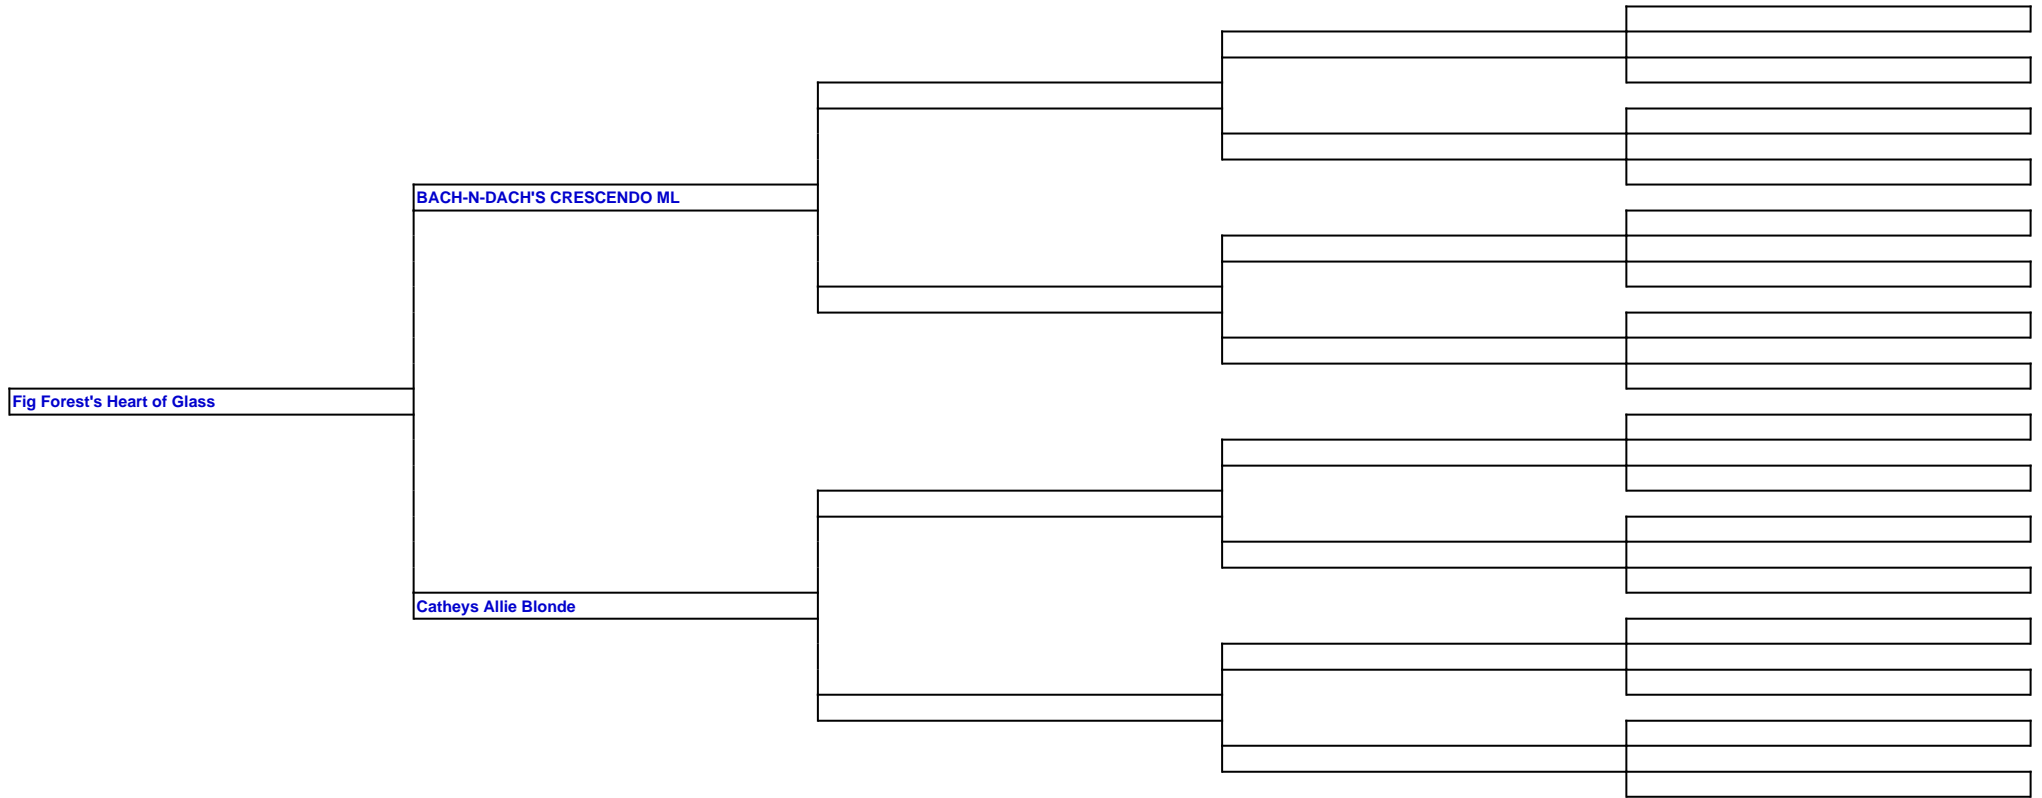 BACH-N-DACH'S CRESCENDO ML
Fig Forest's Heart of Glass
Catheys Allie Blonde